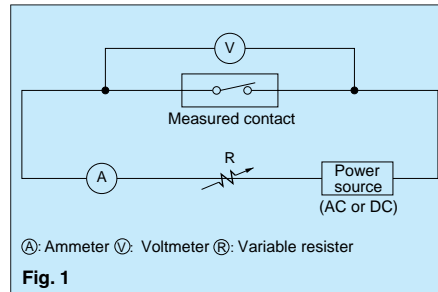 V
Measured contact
R
A
Power
source
(AC or DC)
Ⓐ: Ammeter Ⓥ: Voltmeter Ⓡ: Variable resister
Fig. 1